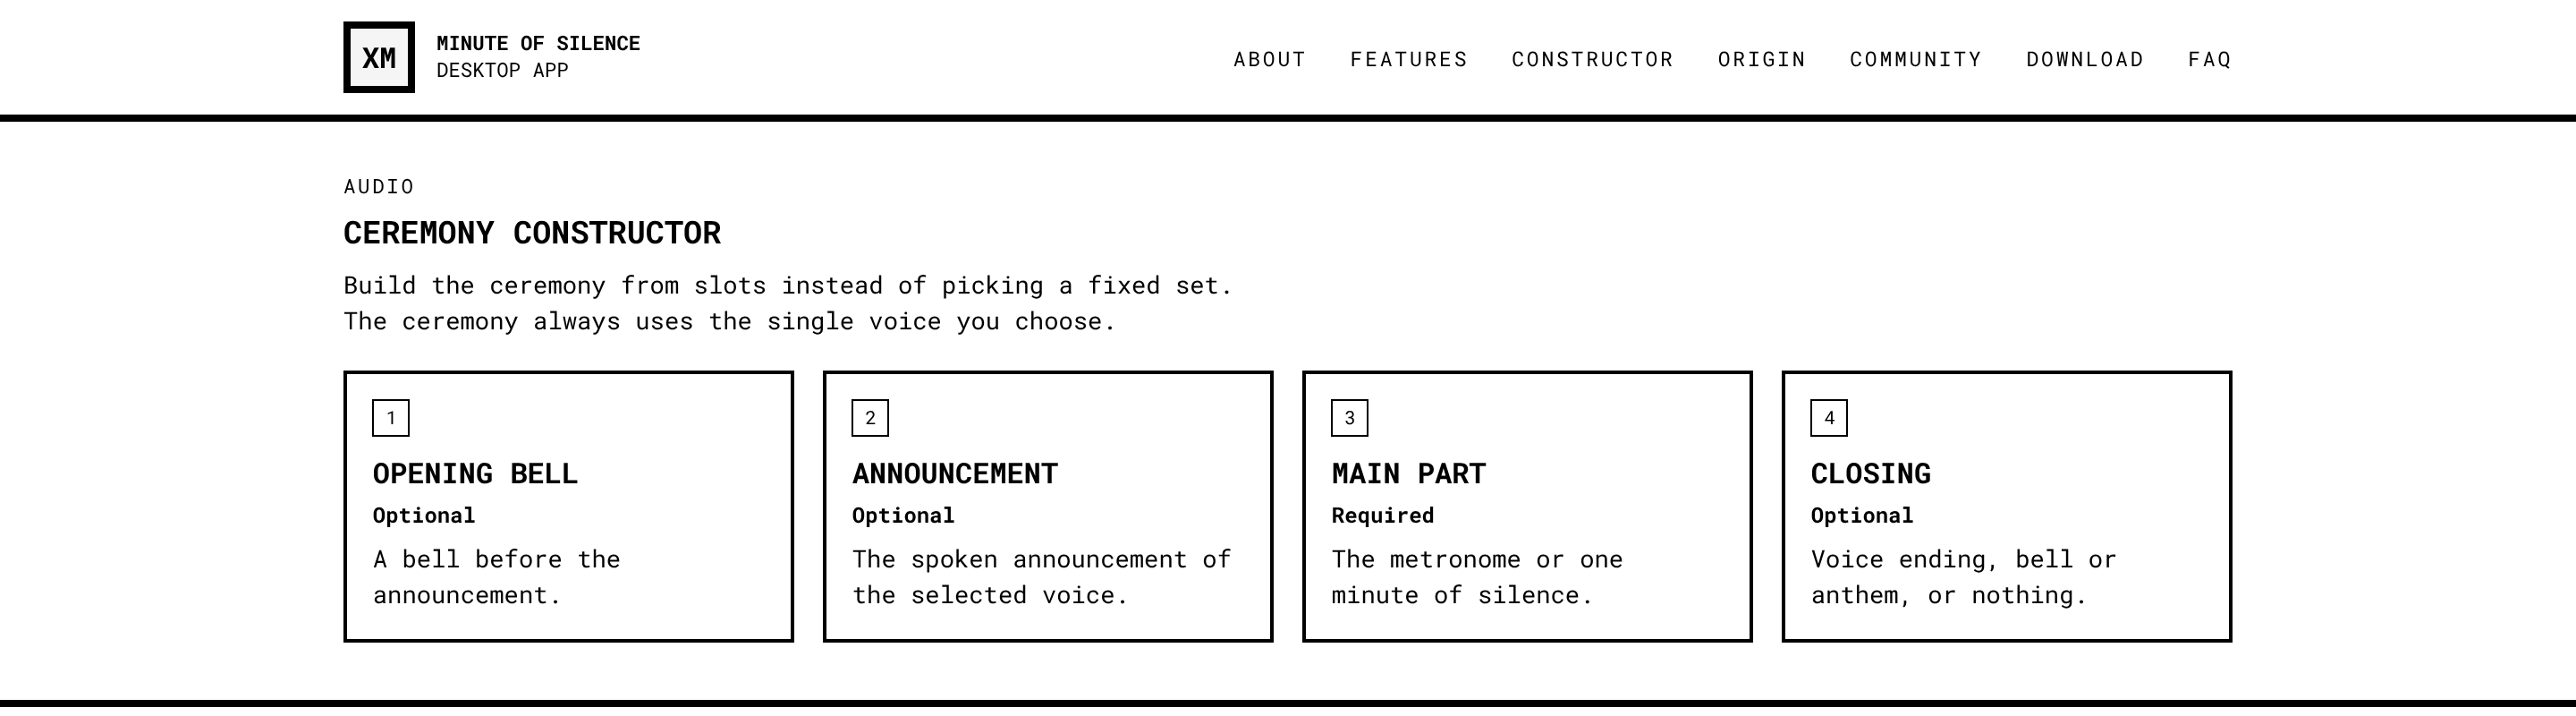 XM
MINUTE OF SILENCE
DESKTOP APP
ABOUT FEATURES CONSTRUCTOR ORIGIN COMMUNITY DOWNLOAD FAQ
AUDIO
CEREMONY CONSTRUCTOR
Build the ceremony from slots instead of picking a fixed set.
The ceremony always uses the single voice you choose.
1
OPENING BELL
Optional
A bell before the
announcement.
2
ANNOUNCEMENT
Optional
The spoken announcement of
the selected voice.
3
MAIN PART
Required
The metronome or one
minute of silence.
4
CLOSING
Optional
Voice ending, bell or
anthem, or nothing.